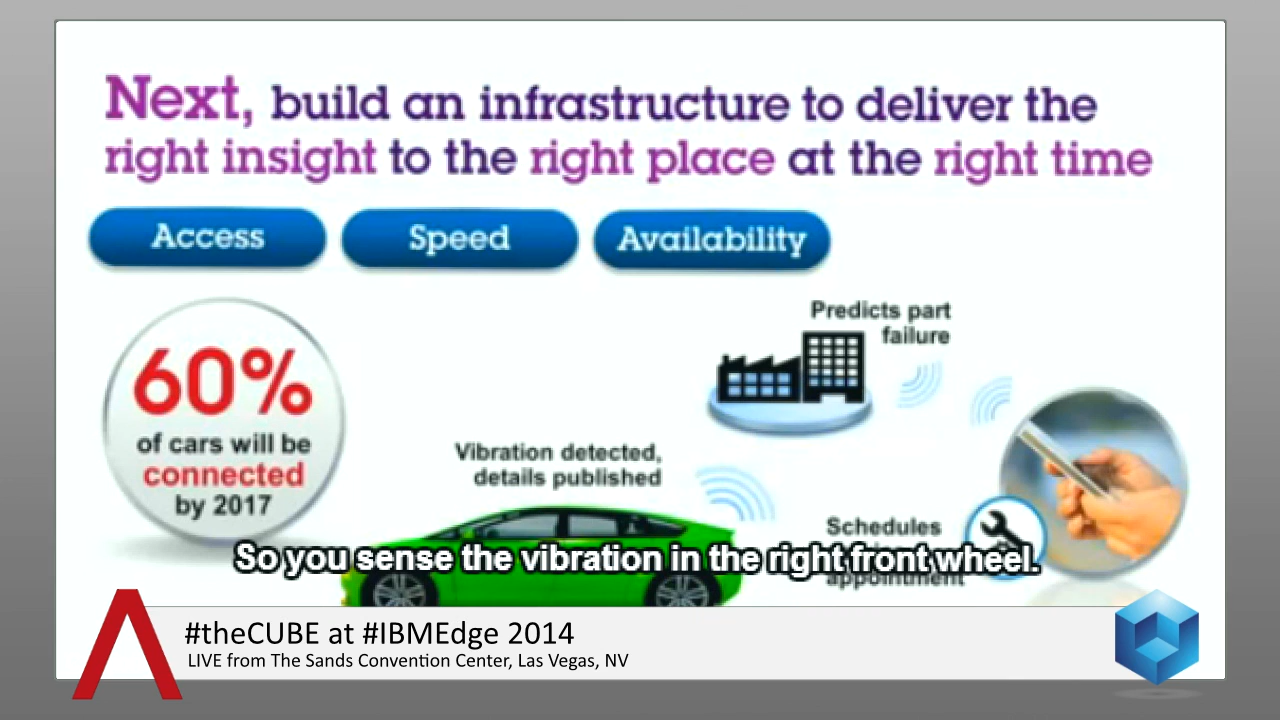 Next, build an infrastructure to deliver the
right insight to the right place at the right time
Access
Speed
Availability
60%
of cars will be
connected
by 2017
Predicts part
failure
Vibration detected,
details published
Schedules
appointment
So you sense the vibration in the right front wheel.
#theCUBE at #IBMEdge 2014
LIVE from The Sands Convention Center, Las Vegas, NV